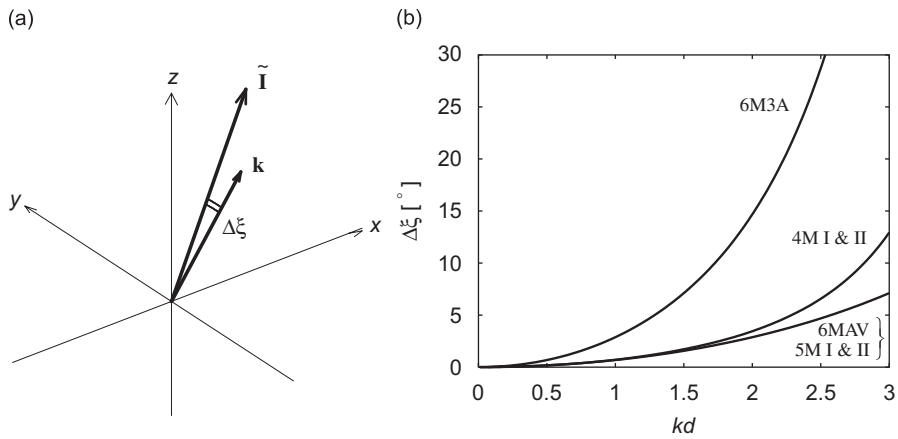 (a)
z
Ĩ
k
Δξ
y
x
(b)
30
25
20
15
10
5
0
Δξ [ ° ]
6M3A
4M I & II
6MAV
5M I & II
0
0.5
1
1.5
2
2.5
3
kd